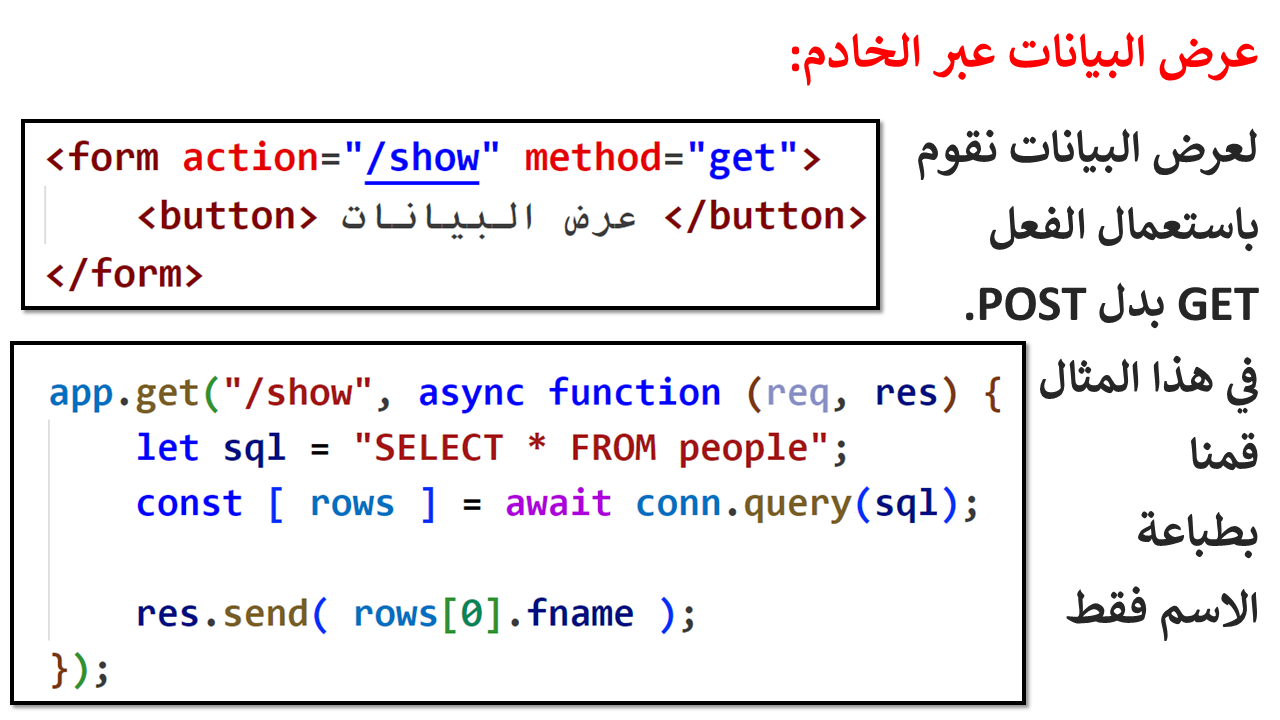 عرض البيانات عبر الخادم:
لعرض البيانات نقوم
باستعمال الفعل
GET بدل POST.
في هذا المثال
قمنا
بطباعة
الاسم فقط
<form action="/show" method="get">
<button> عرض البيانات </button>
</form>
app.get("/show", async function (req, res) {
let sql = "SELECT * FROM people";
const [ rows ] = await conn.query(sql);
res.send( rows[0].fname );
});